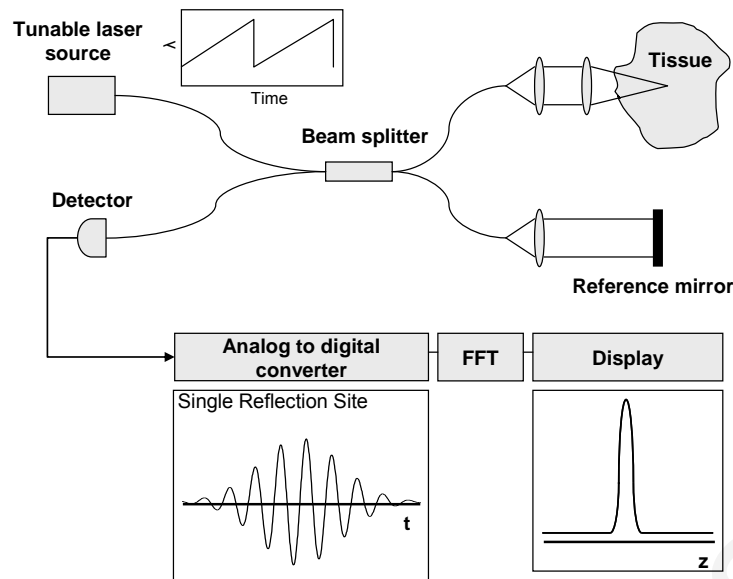 Tunable laser
source
λ
Time
Tissue
Beam splitter
Detector
Reference mirror
Analog to digital
converter
FFT
Display
Single Reflection Site
t
z